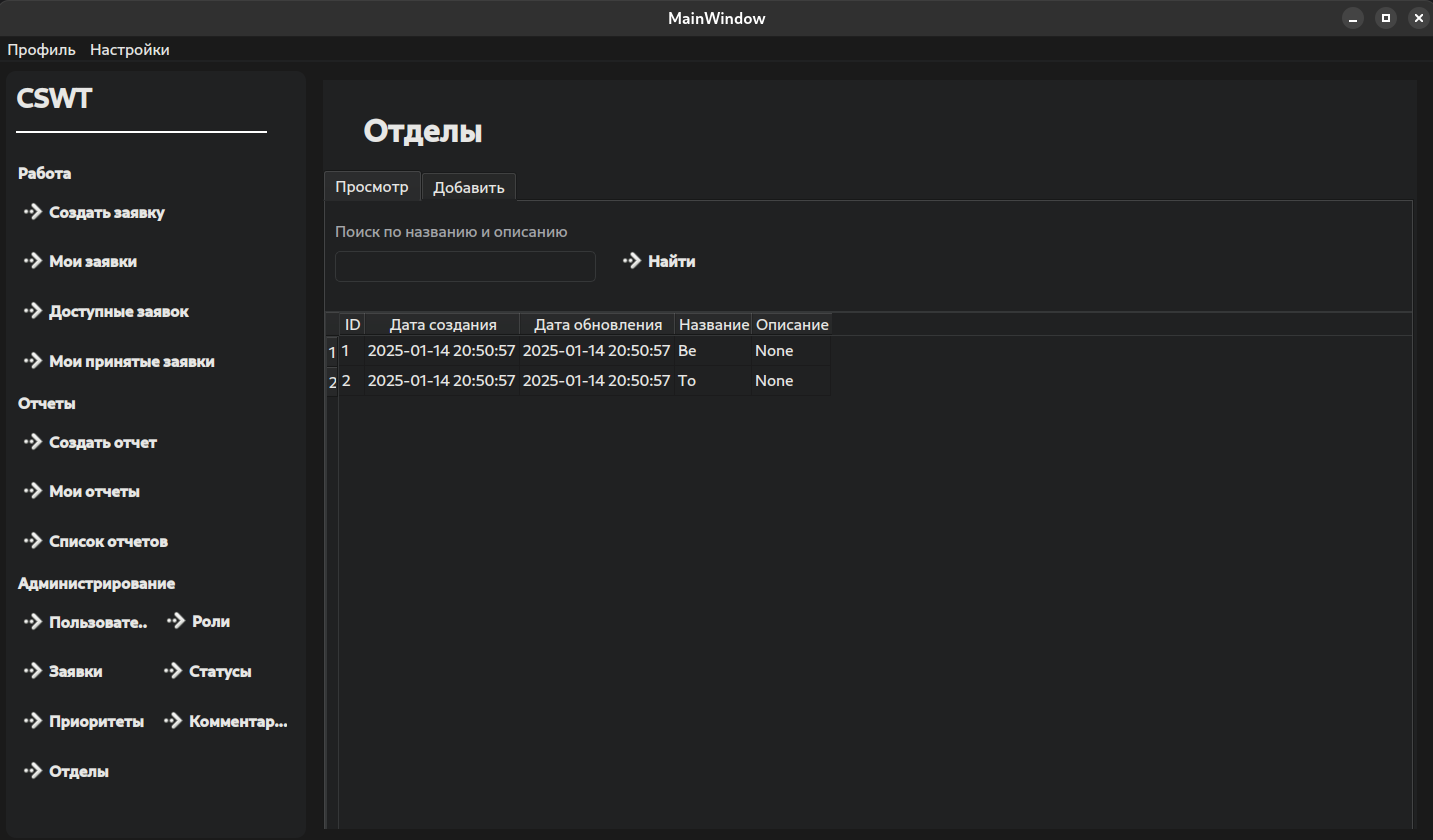 MainWindow
Профиль Настройки
CSWT
Работа
Создать заявку
Мои заявки
Доступные заявок
Мои принятые заявки
Отчеты
Создать отчет
Мои отчеты
Список отчетов
Администрирование
Пользовате.. Роли
Заявки Статусы
Приоритеты Комментар...
Отделы
Отделы
Просмотр Добавить
Поиск по названию и описанию
Найти
ID Дата создания Дата обновления Название Описание
1 1 2025-01-14 20:50:57 2025-01-14 20:50:57 Ве None
2 2 2025-01-14 20:50:57 2025-01-14 20:50:57 То None